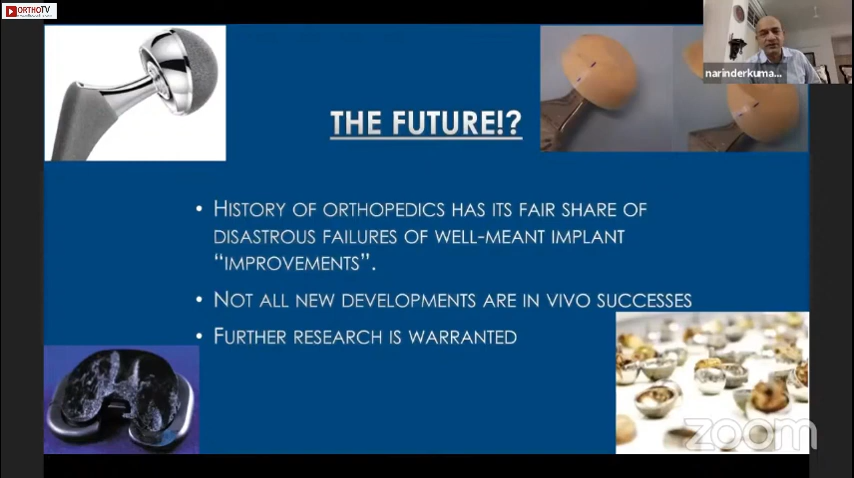 ORTHOTV
narinderkuma...
THE FUTURE!?
• HISTORY OF ORTHOPEDICS HAS ITS FAIR SHARE OF
DISASTROUS FAILURES OF WELL-MEANT IMPLANT
“IMPROVEMENTS”.
• NOT ALL NEW DEVELOPMENTS ARE IN VIVO SUCCESSES
• FURTHER RESEARCH IS WARRANTED
zoom